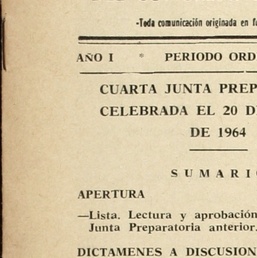 -Toda comunicación originada en
AÑO I * PERIODO ORD
CUARTA JUNTA PREP
CELEBRADA EL 20 D
DE 1964
SUMARI
APERTURA
—Lista. Lectura y aprobación
Junta Preparatoria anterior.
DICTAMENES A DISCUSION